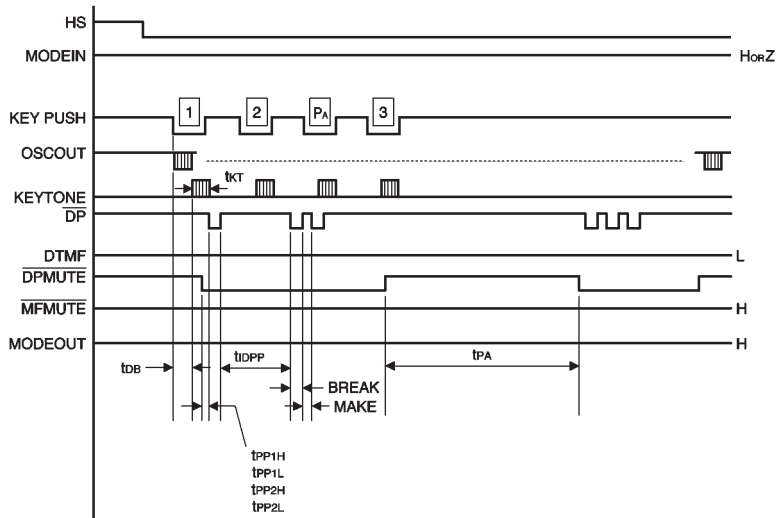 HS
MODEIN HORZ
KEY PUSH 1 2 PA 3
OSCOUT
tKT
KEYTONE
DP
DTMF L
DPMUTE
MFMUTE H
MODEOUT H
tDB tIDPP tPA
BREAK
MAKE
tPP1H
tPP1L
tPP2H
tPP2L